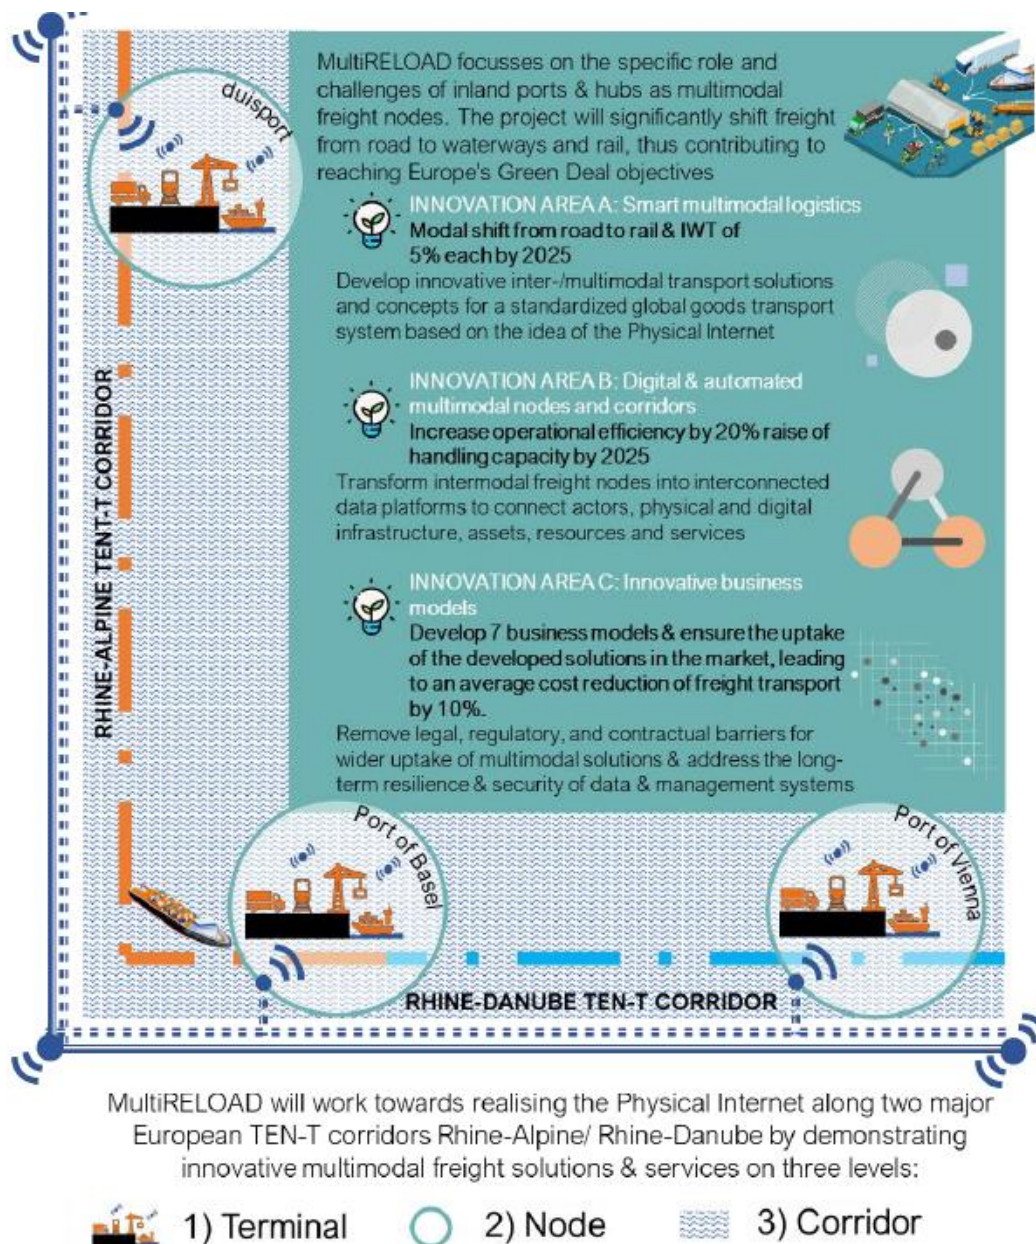 duisport
MultiRELOAD focusses on the specific role and
challenges of inland ports & hubs as multimodal
freight nodes. The project will significantly shift freight
from road to waterways and rail, thus contributing to
reaching Europe's Green Deal objectives
INNOVATION AREA A: Smart multimodal logistics
Modal shift from road to rail & IWT of
5% each by 2025
Develop innovative inter-/multimodal transport solutions
and concepts for a standardized global goods transport
system based on the idea of the Physical Internet
INNOVATION AREA B: Digital & automated
multimodal nodes and corridors
Increase operational efficiency by 20% raise of
handling capacity by 2025
Transform intermodal freight nodes into interconnected
data platforms to connect actors, physical and digital
infrastructure, assets, resources and services
INNOVATION AREA C: Innovative business
models
Develop 7 business models & ensure the uptake
of the developed solutions in the market, leading
to an average cost reduction of freight transport
by 10%.
Remove legal, regulatory, and contractual barriers for
wider uptake of multimodal solutions & address the long-
term resilience & security of data & management systems
RHINE-ALPINE TENT-T CORRIDOR
Port of Basel
Port of Vienna
RHINE-DANUBE TEN-T CORRIDOR
MultiRELOAD will work towards realising the Physical Internet along two major
European TEN-T corridors Rhine-Alpine/ Rhine-Danube by demonstrating
innovative multimodal freight solutions & services on three levels:
1) Terminal 2) Node 3) Corridor